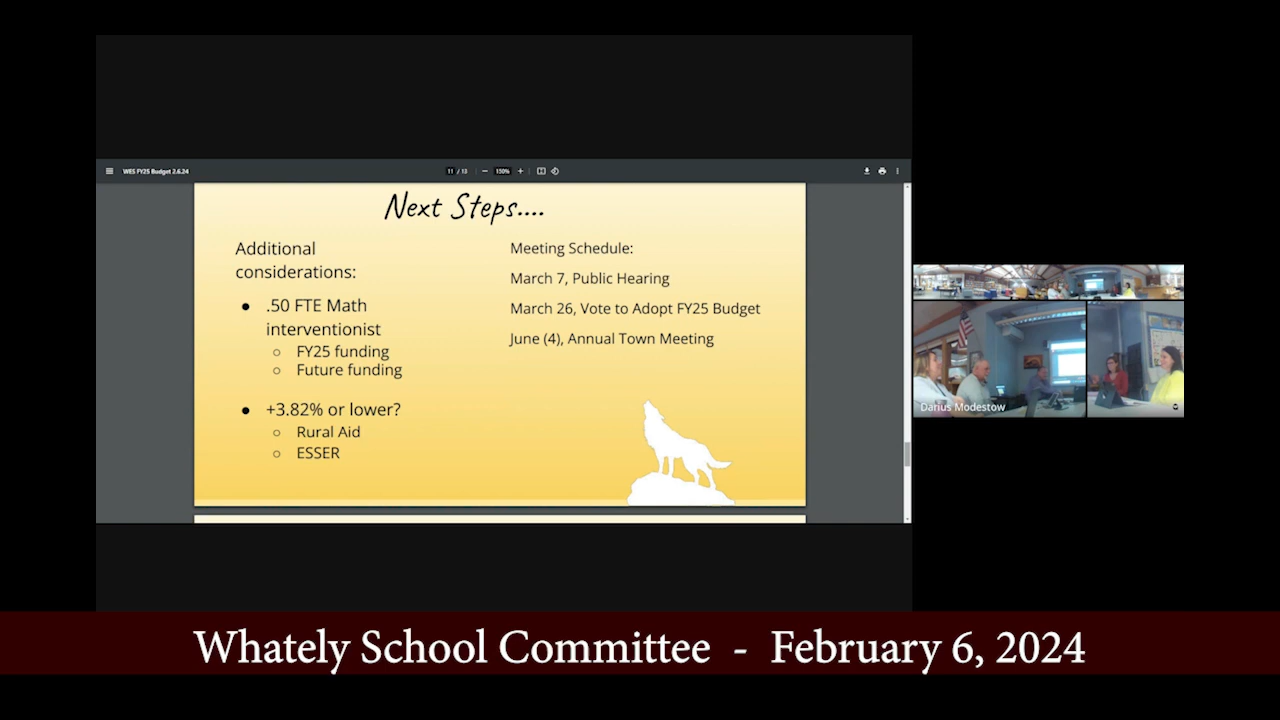 WES FY25 Budget 2.6.24
11 / 13
150%
Next Steps....
Additional
considerations:
● .50 FTE Math
interventionist
○ FY25 funding
○ Future funding
● +3.82% or lower?
○ Rural Aid
○ ESSER
Meeting Schedule:
March 7, Public Hearing
March 26, Vote to Adopt FY25 Budget
June (4), Annual Town Meeting
Darius Modestow
Whately School Committee - February 6, 2024